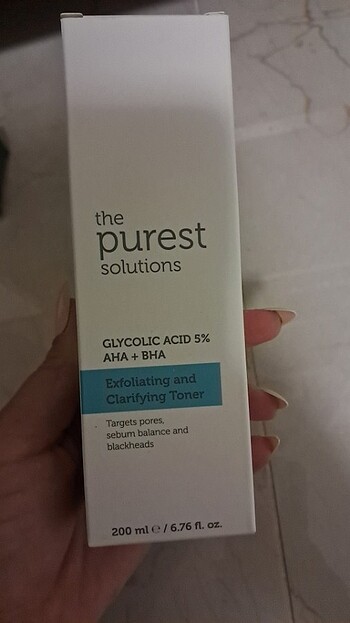 the
purest
solutions
GLYCOLIC ACID 5%
AHA + BHA
Exfoliating and
Clarifying Toner
Targets pores,
sebum balance and
blackheads
200 ml ℮ / 6.76 fl. oz.